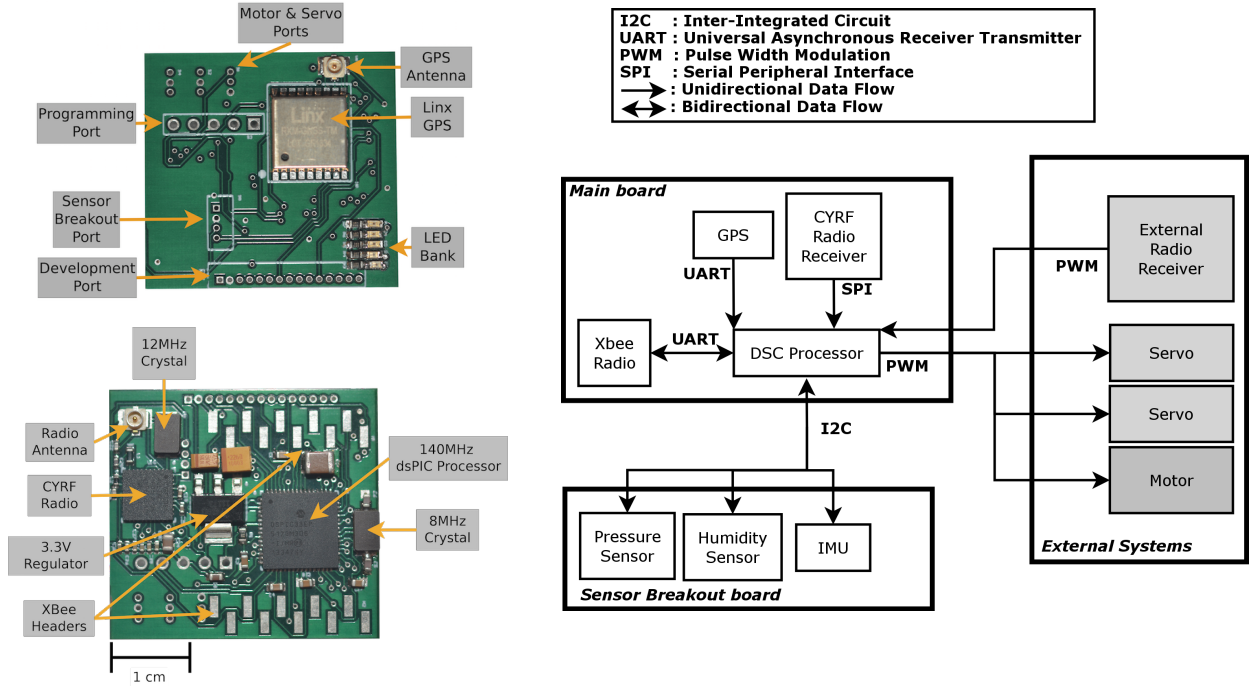 Motor & Servo
Ports
GPS
Antenna
Linx
GPS
Programming
Port
Sensor
Breakout
Port
LED
Bank
Development
Port
Linx
12MHz
Crystal
Radio
Antenna
140MHz
dsPIC Processor
CYRF
Radio
8MHz
Crystal
3.3V
Regulator
XBee
Headers
1 cm
I2C : Inter-Integrated Circuit
UART : Universal Asynchronous Receiver Transmitter
PWM : Pulse Width Modulation
SPI : Serial Peripheral Interface
: Unidirectional Data Flow
: Bidirectional Data Flow
Main board
GPS
CYRF
Radio
Receiver
UART
SPI
Xbee
Radio
UART
DSC Processor
PWM
PWM
External
Radio
Receiver
Servo
Servo
Motor
External Systems
I2C
Pressure
Sensor
Humidity
Sensor
IMU
Sensor Breakout board